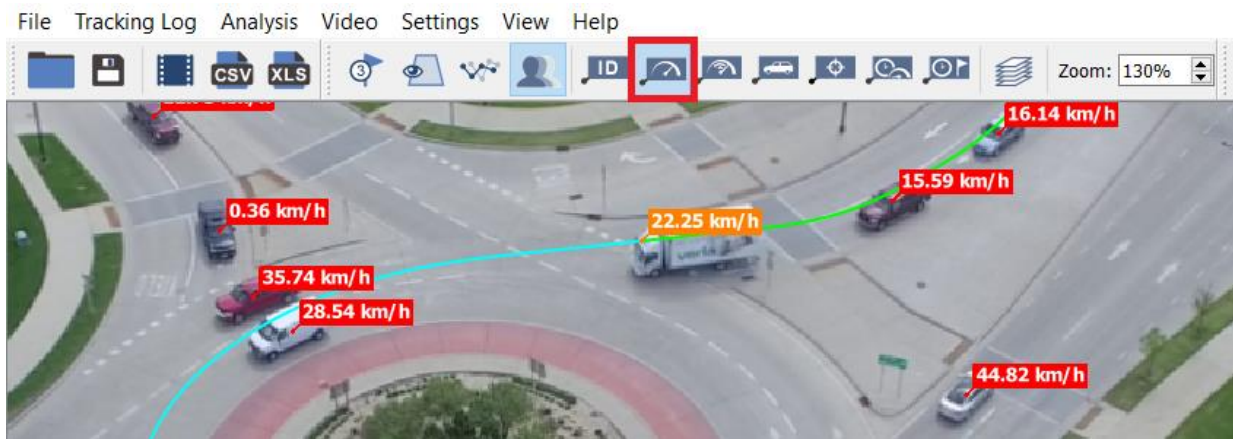 File Tracking Log Analysis Video Settings View Help
3 CSV XLS ID Zoom: 130%
16.14 km/h
15.59 km/h
0.36 km/h
22.25 km/h
35.74 km/h
28.54 km/h
44.82 km/h